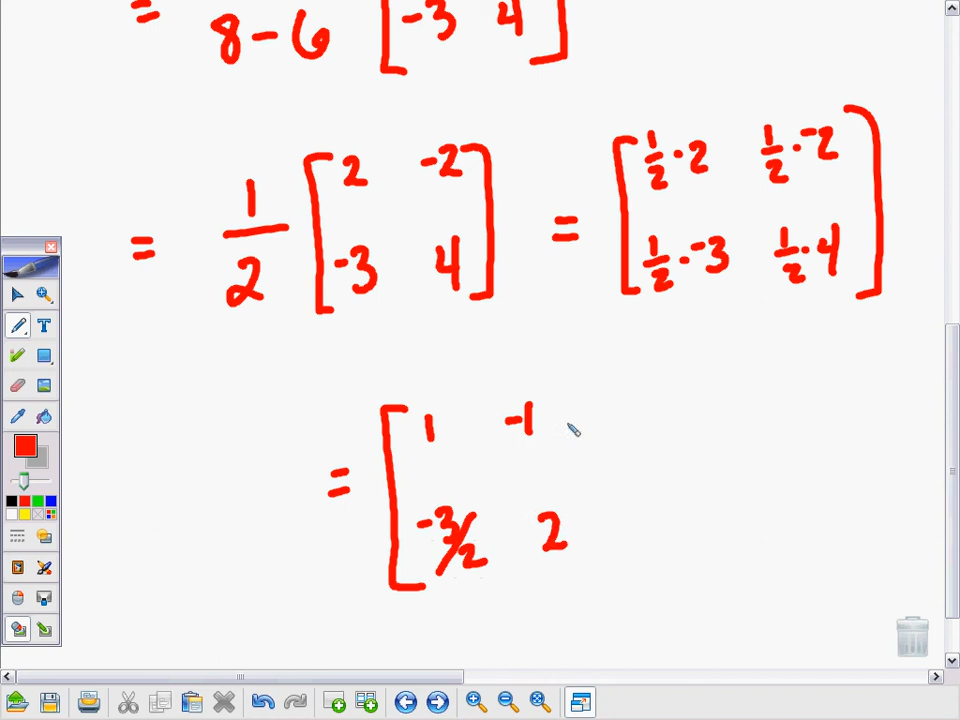 = 8 - 6 [ -3 4 ]
= 1/2 [ 2 -2 = [ 1/2 · 2 1/2 · -2
-3 4 ] 1/2 · -3 1/2 · 4 ]
= [ 1 -1
-3/2 2
T